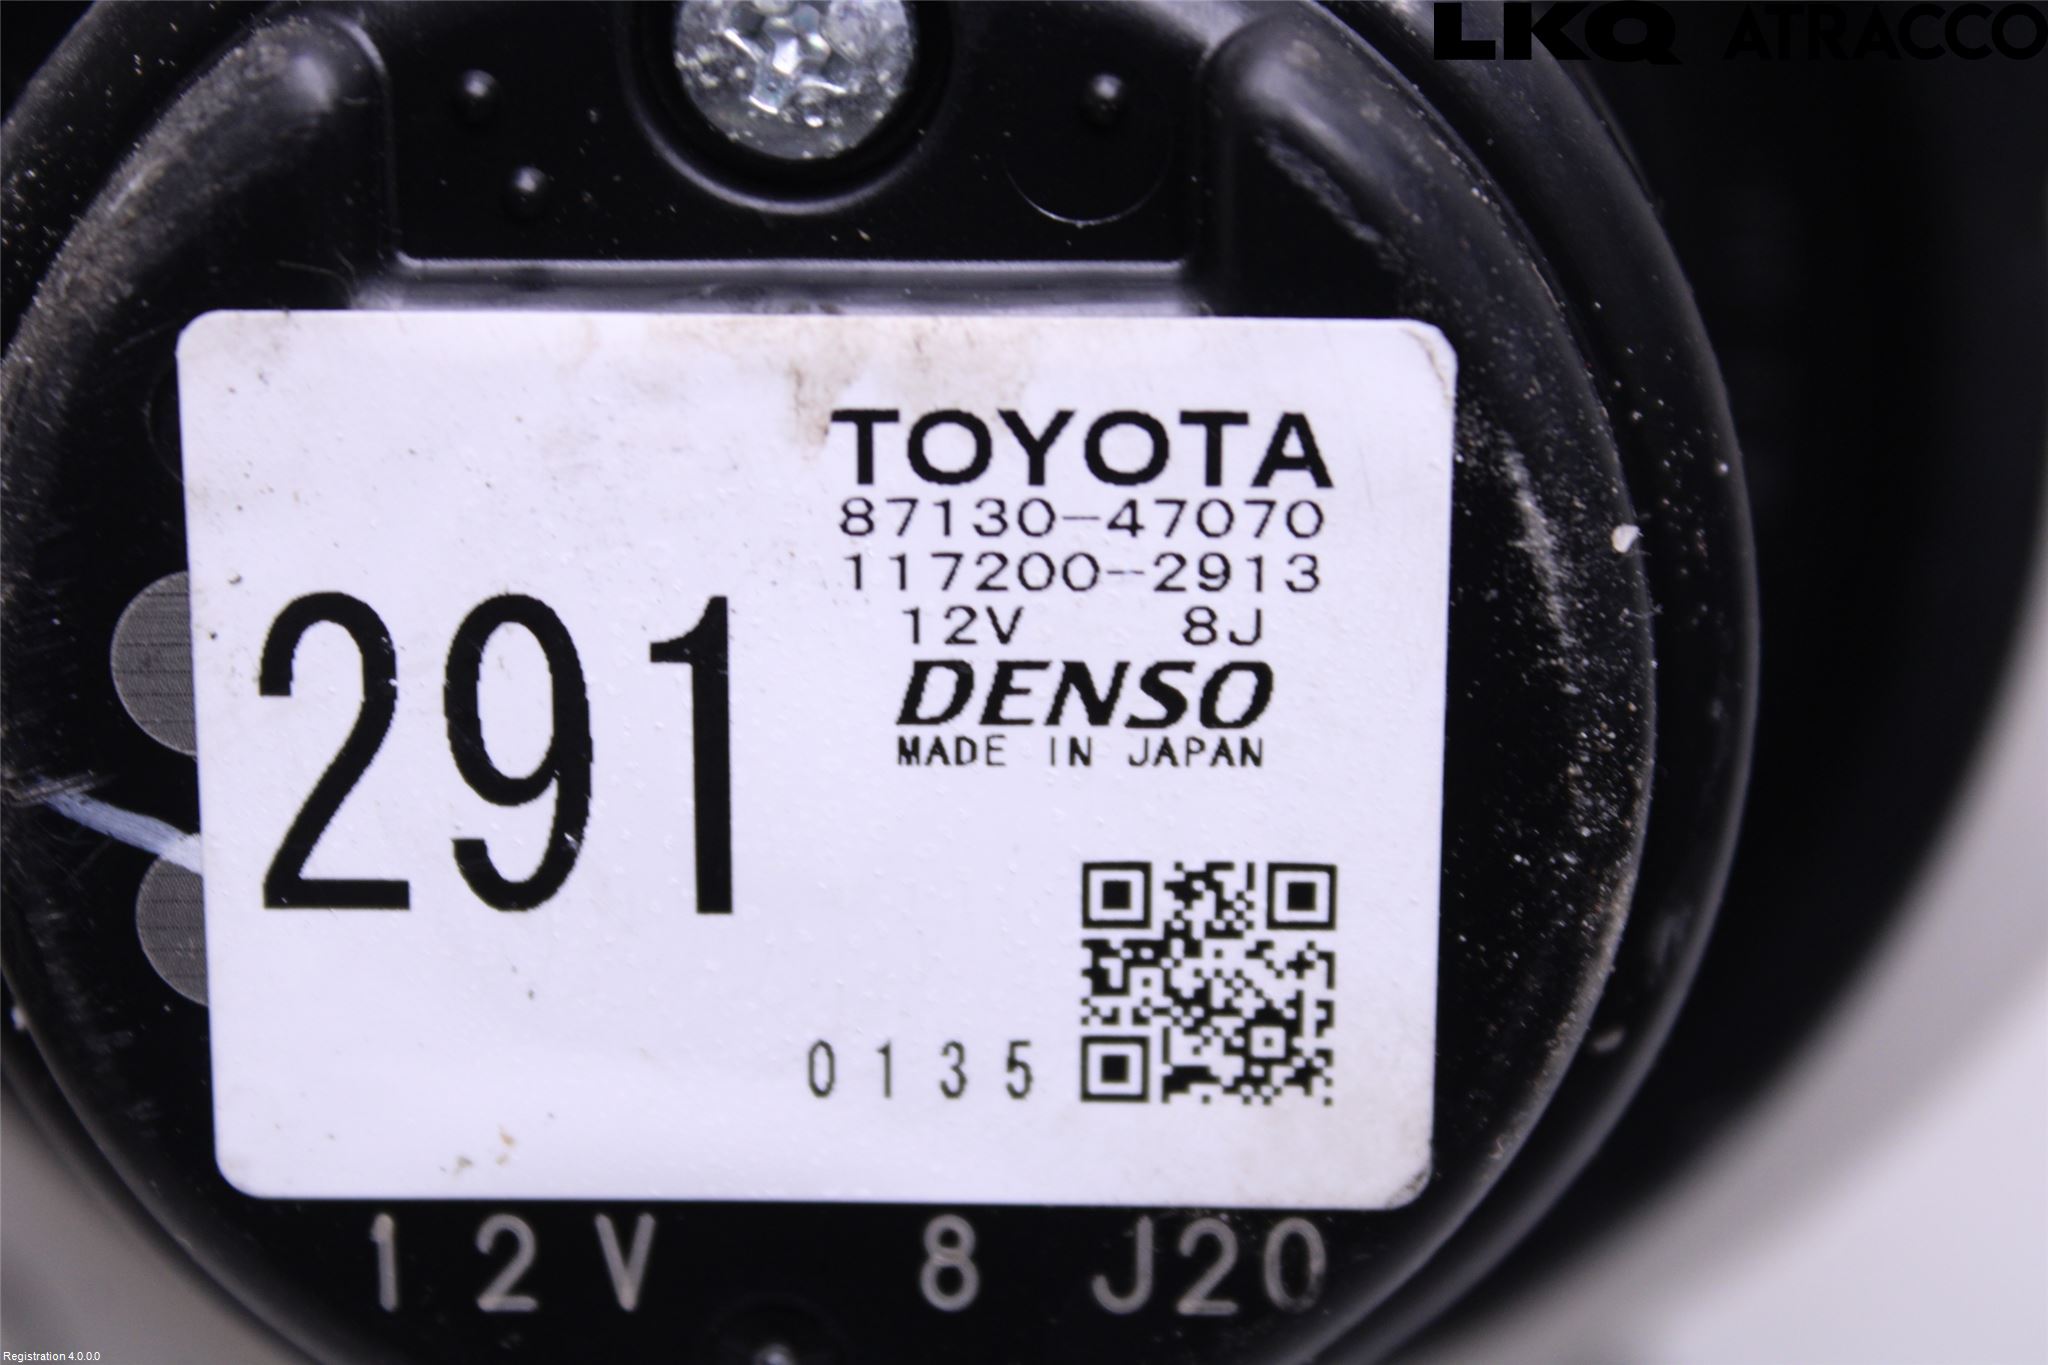 LKQ ATRACCO
TOYOTA
87130-47070
117200-2913
12V 8J
DENSO
MADE IN JAPAN
291
0135
12V 8 J20
Registration 4.0.0.0